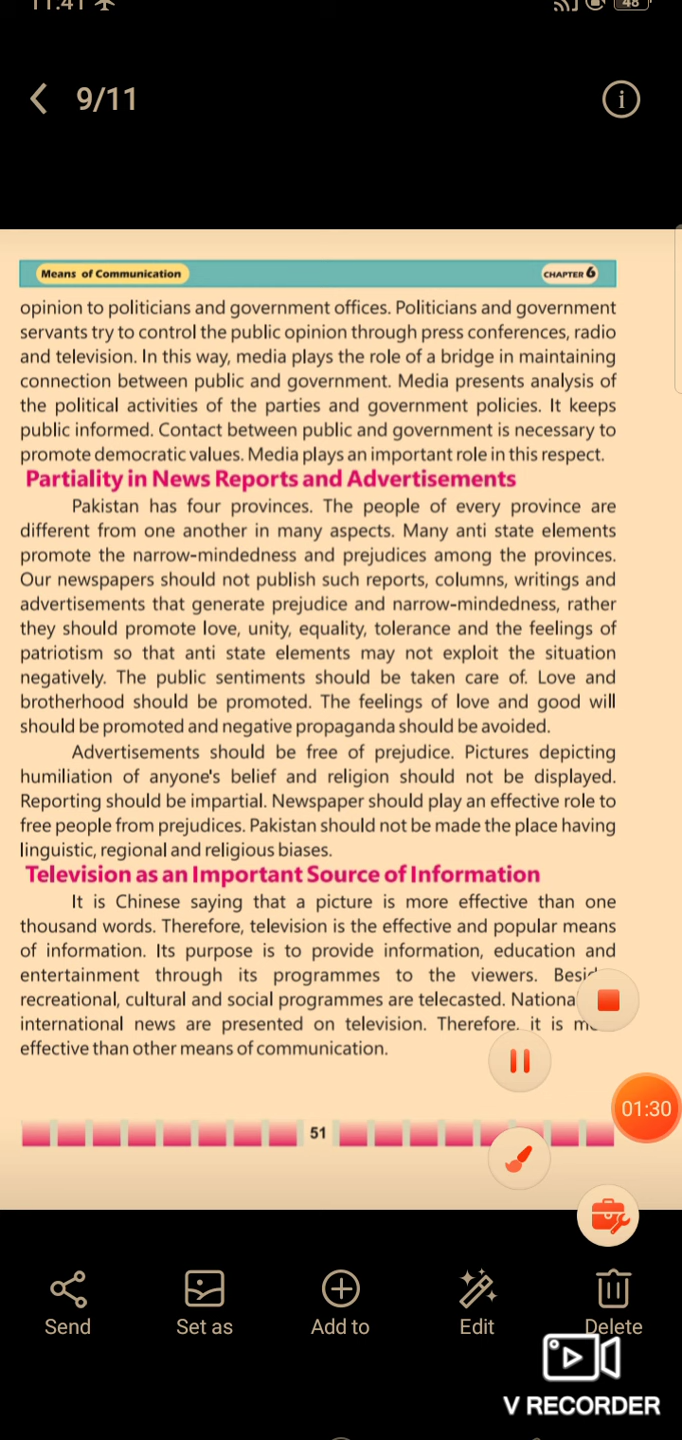 11:41
48
9/11
Means of Communication
CHAPTER 6
opinion to politicians and government offices. Politicians and government
servants try to control the public opinion through press conferences, radio
and television. In this way, media plays the role of a bridge in maintaining
connection between public and government. Media presents analysis of
the political activities of the parties and government policies. It keeps
public informed. Contact between public and government is necessary to
promote democratic values. Media plays an important role in this respect.
Partiality in News Reports and Advertisements
Pakistan has four provinces. The people of every province are
different from one another in many aspects. Many anti state elements
promote the narrow-mindedness and prejudices among the provinces.
Our newspapers should not publish such reports, columns, writings and
advertisements that generate prejudice and narrow-mindedness, rather
they should promote love, unity, equality, tolerance and the feelings of
patriotism so that anti state elements may not exploit the situation
negatively. The public sentiments should be taken care of. Love and
brotherhood should be promoted. The feelings of love and good will
should be promoted and negative propaganda should be avoided.
Advertisements should be free of prejudice. Pictures depicting
humiliation of anyone's belief and religion should not be displayed.
Reporting should be impartial. Newspaper should play an effective role to
free people from prejudices. Pakistan should not be made the place having
linguistic, regional and religious biases.
Television as an Important Source of Information
It is Chinese saying that a picture is more effective than one
thousand words. Therefore, television is the effective and popular means
of information. Its purpose is to provide information, education and
entertainment through its programmes to the viewers.
recreational, cultural and social programmes are telecasted.
international news are presented on television. Therefore, it is
effective than other means of communication.
51
01:30
Send
Set as
Add to
Edit
Delete
V RECORDER